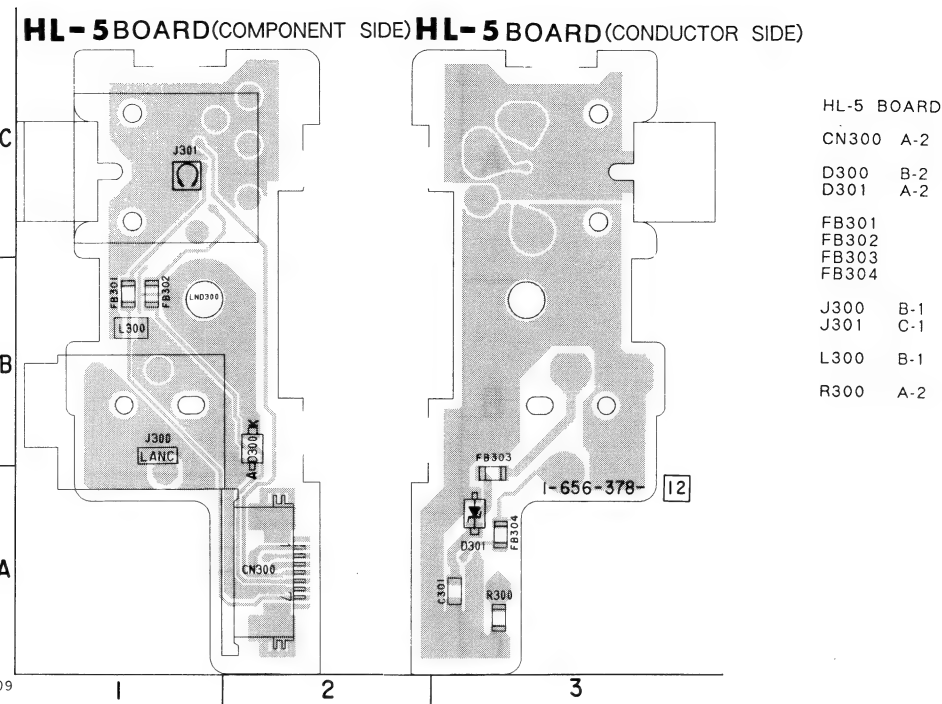 HL-5 BOARD(COMPONENT SIDE)
HL-5 BOARD(CONDUCTOR SIDE)
C
J301
FB301
FB302
LND300
L300
B
J300
LANC
K
D300
A
A
CN300
09
1
2
3
FB303
1-656-378-
12
D301
FB304
C301
R300
HL-5 BOARD
CN300 A-2
D300 B-2
D301 A-2
FB301
FB302
FB303
FB304
J300 B-1
J301 C-1
L300 B-1
R300 A-2